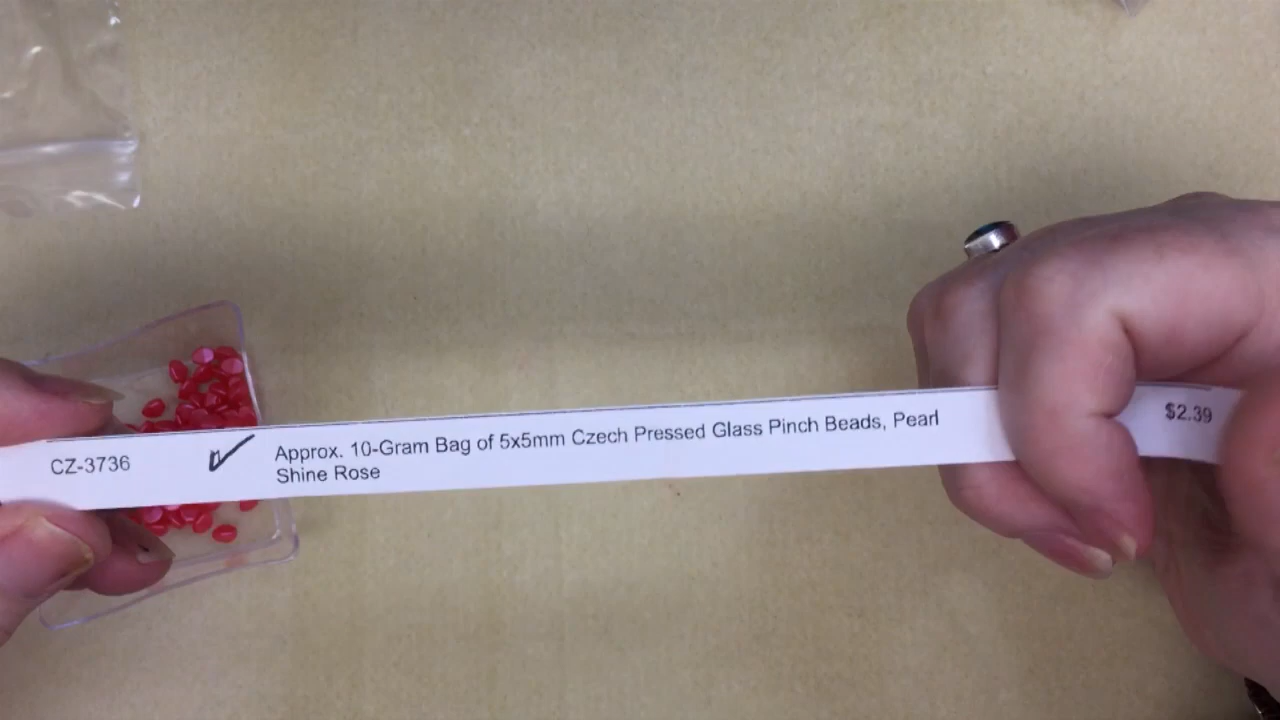 CZ-3736 ✓ Approx. 10-Gram Bag of 5x5mm Czech Pressed Glass Pinch Beads, Pearl $2.39
Shine Rose